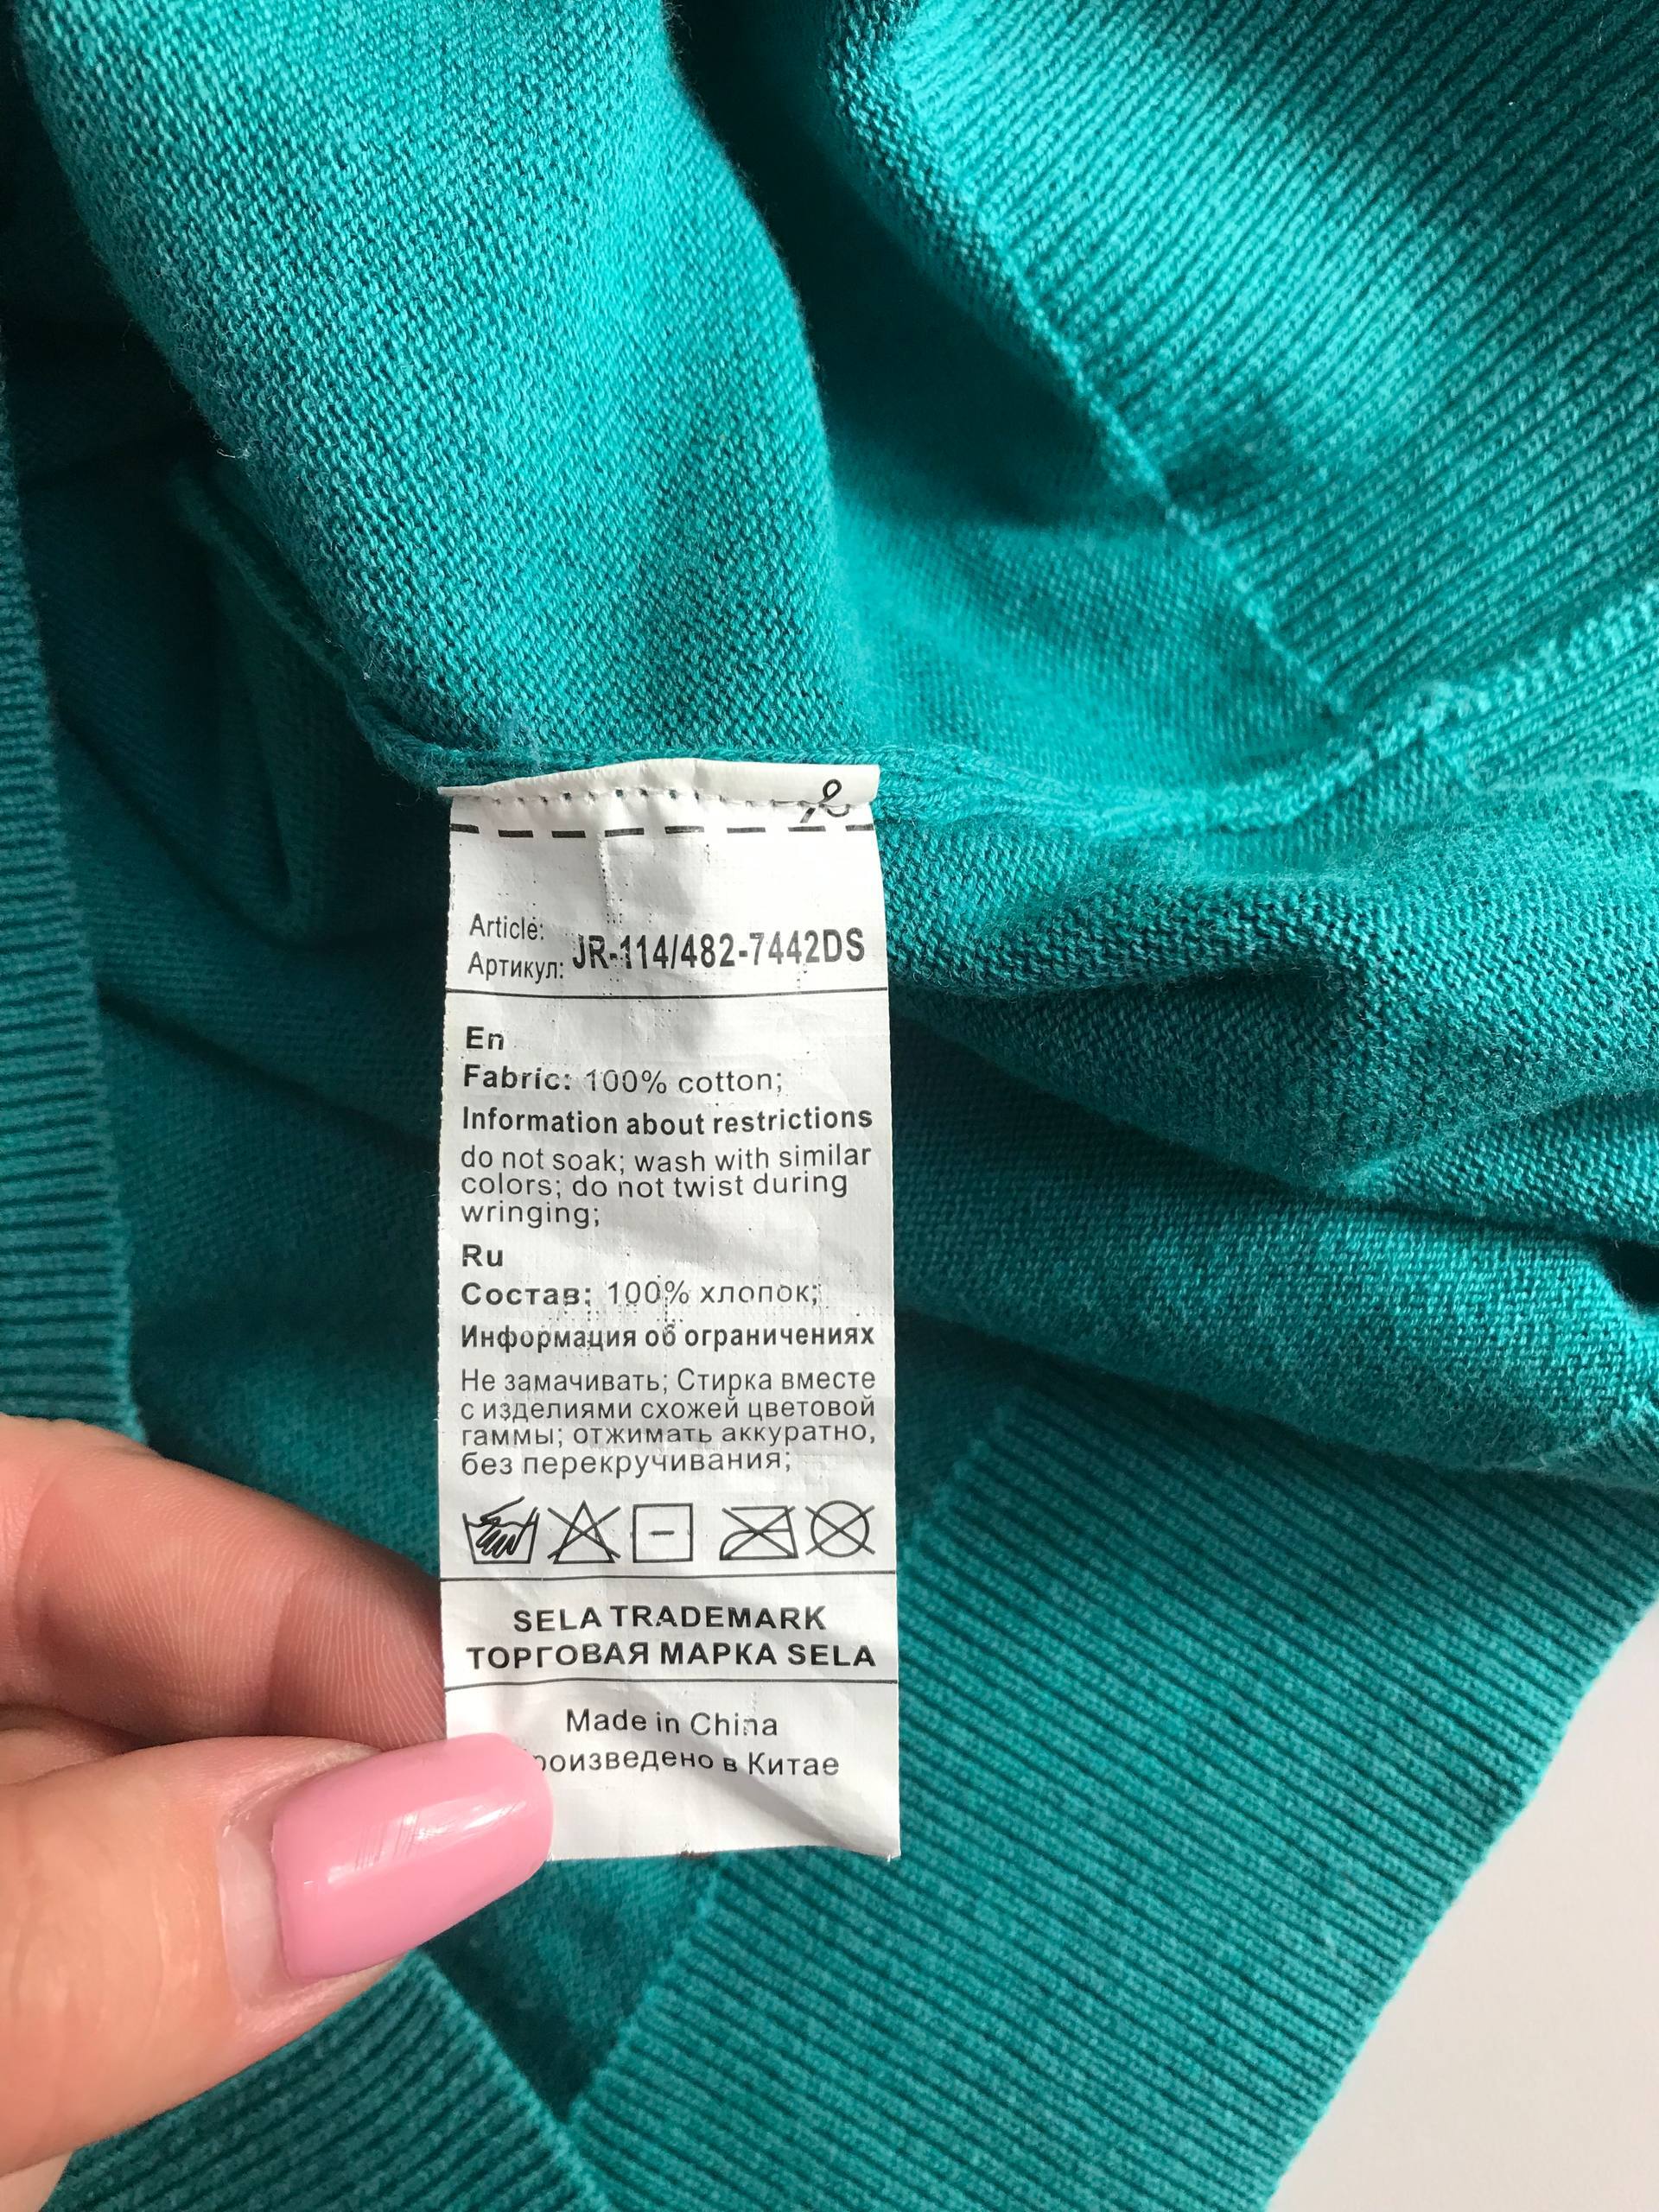 Article:
Артикул: JR-114/482-7442DS
En
Fabric: 100% cotton;
Information about restrictions
do not soak; wash with similar
colors; do not twist during
wringing;
Ru
Состав: 100% хлопок;
Информация об ограничениях
Не замачивать; Стирка вместе
с изделиями схожей цветовой
гаммы; отжимать аккуратно,
без перекручивания;
SELA TRADEMARK
ТОРГОВАЯ МАРКА SELA
Made in China
в Китае